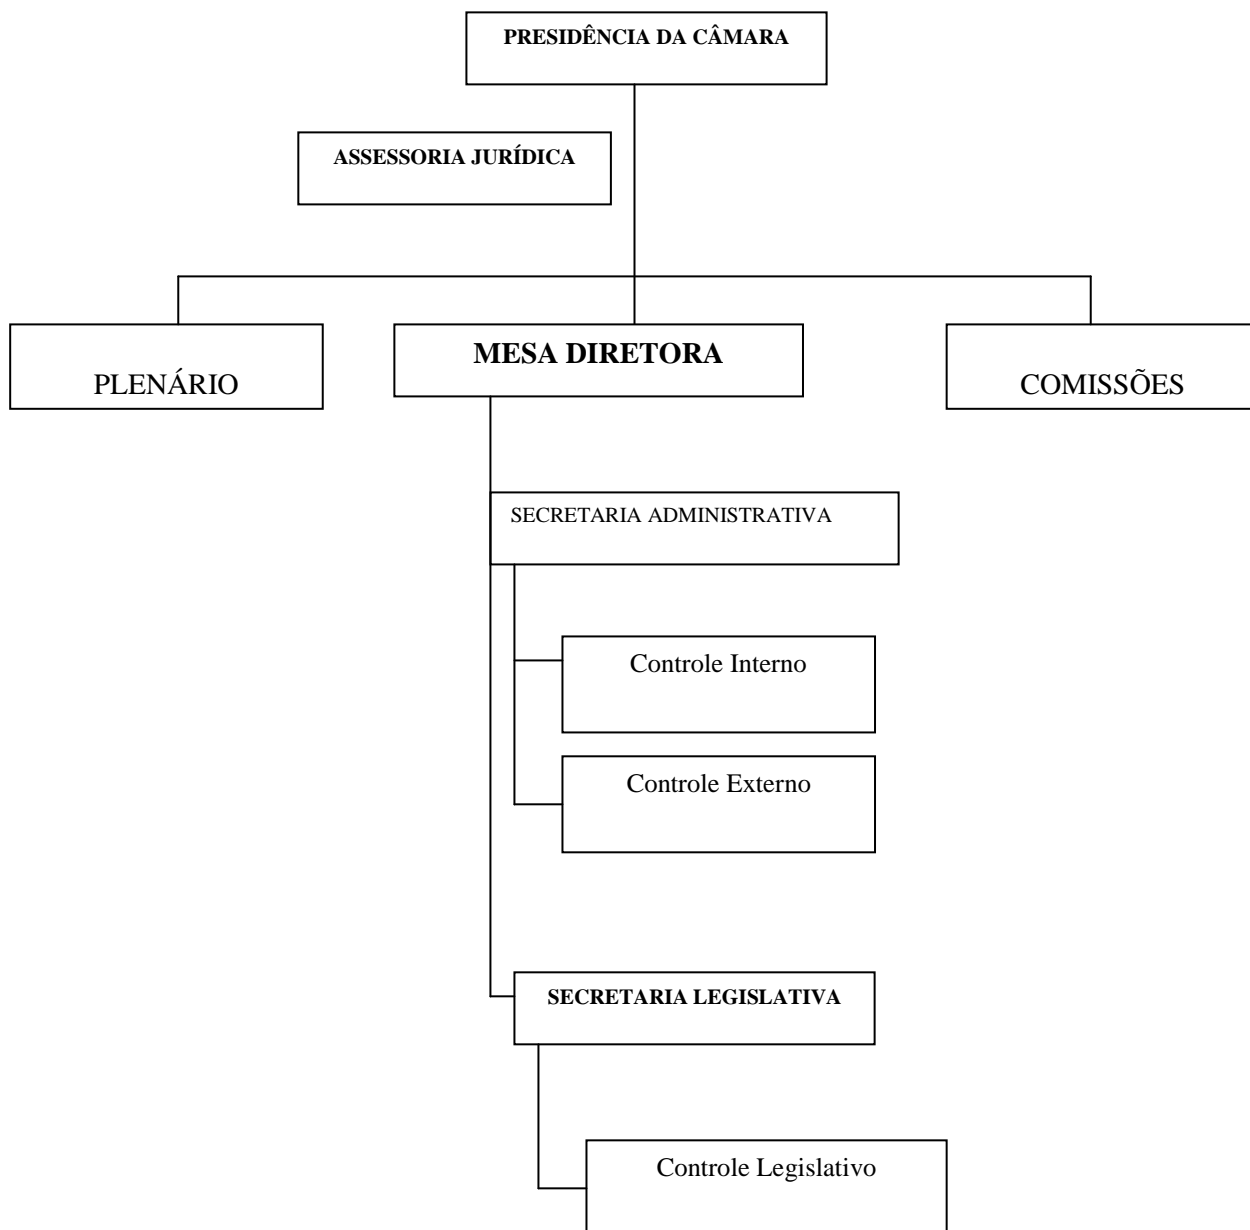 PRESIDÊNCIA DA CÂMARA
ASSESSORIA JURÍDICA
PLENÁRIO
MESA DIRETORA
COMISSÕES
SECRETARIA ADMINISTRATIVA
Controle Interno
Controle Externo
SECRETARIA LEGISLATIVA
Controle Legislativo